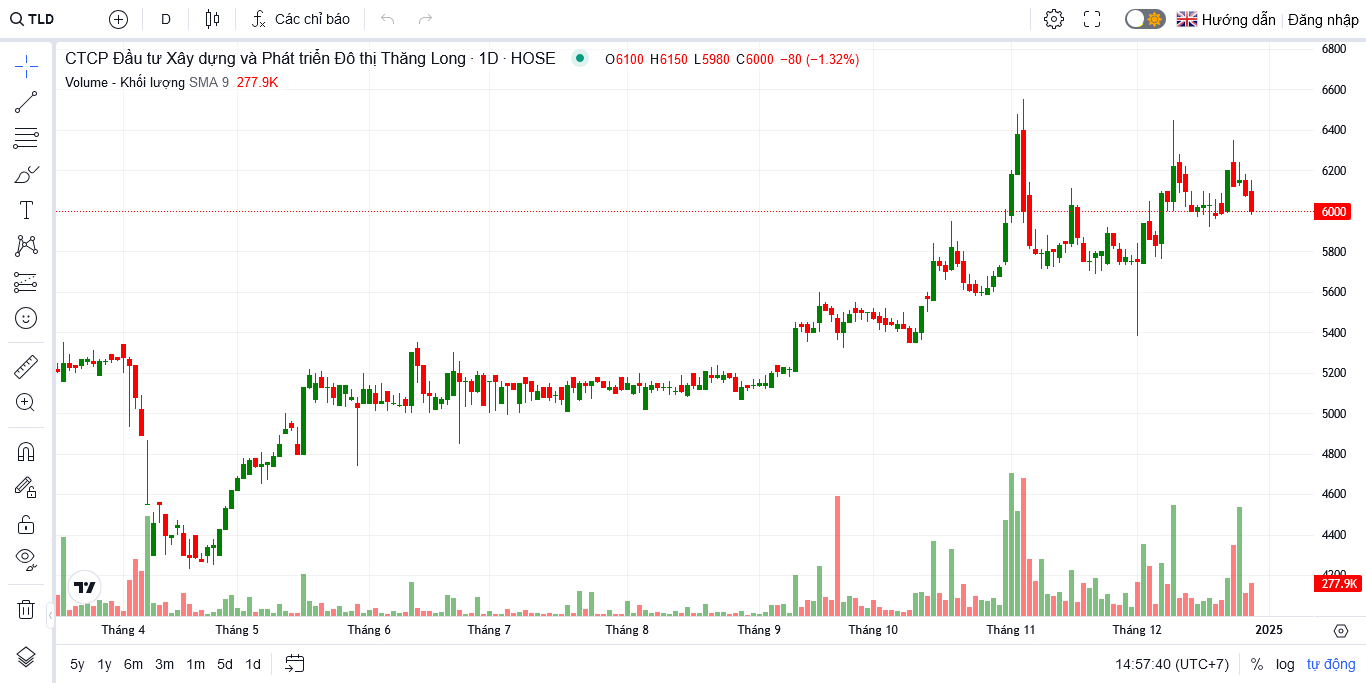 TLD D Các chỉ báo Hướng dẫn Đăng nhập
CTCP Đầu tư Xây dựng và Phát triển Đô thị Thăng Long · 1D · HOSE O6100 H6150 L5980 C6000 −80 (−1.32%)
Volume - Khối lượng SMA 9 277.9K
6800
6600
6400
6200
6000
5800
5600
5400
5200
5000
4800
4600
4400
4200
277.9K
Tháng 4 Tháng 5 Tháng 6 Tháng 7 Tháng 8 Tháng 9 Tháng 10 Tháng 11 Tháng 12 2025
5y 1y 6m 3m 1m 5d 1d 14:57:40 (UTC+7) % log tự động